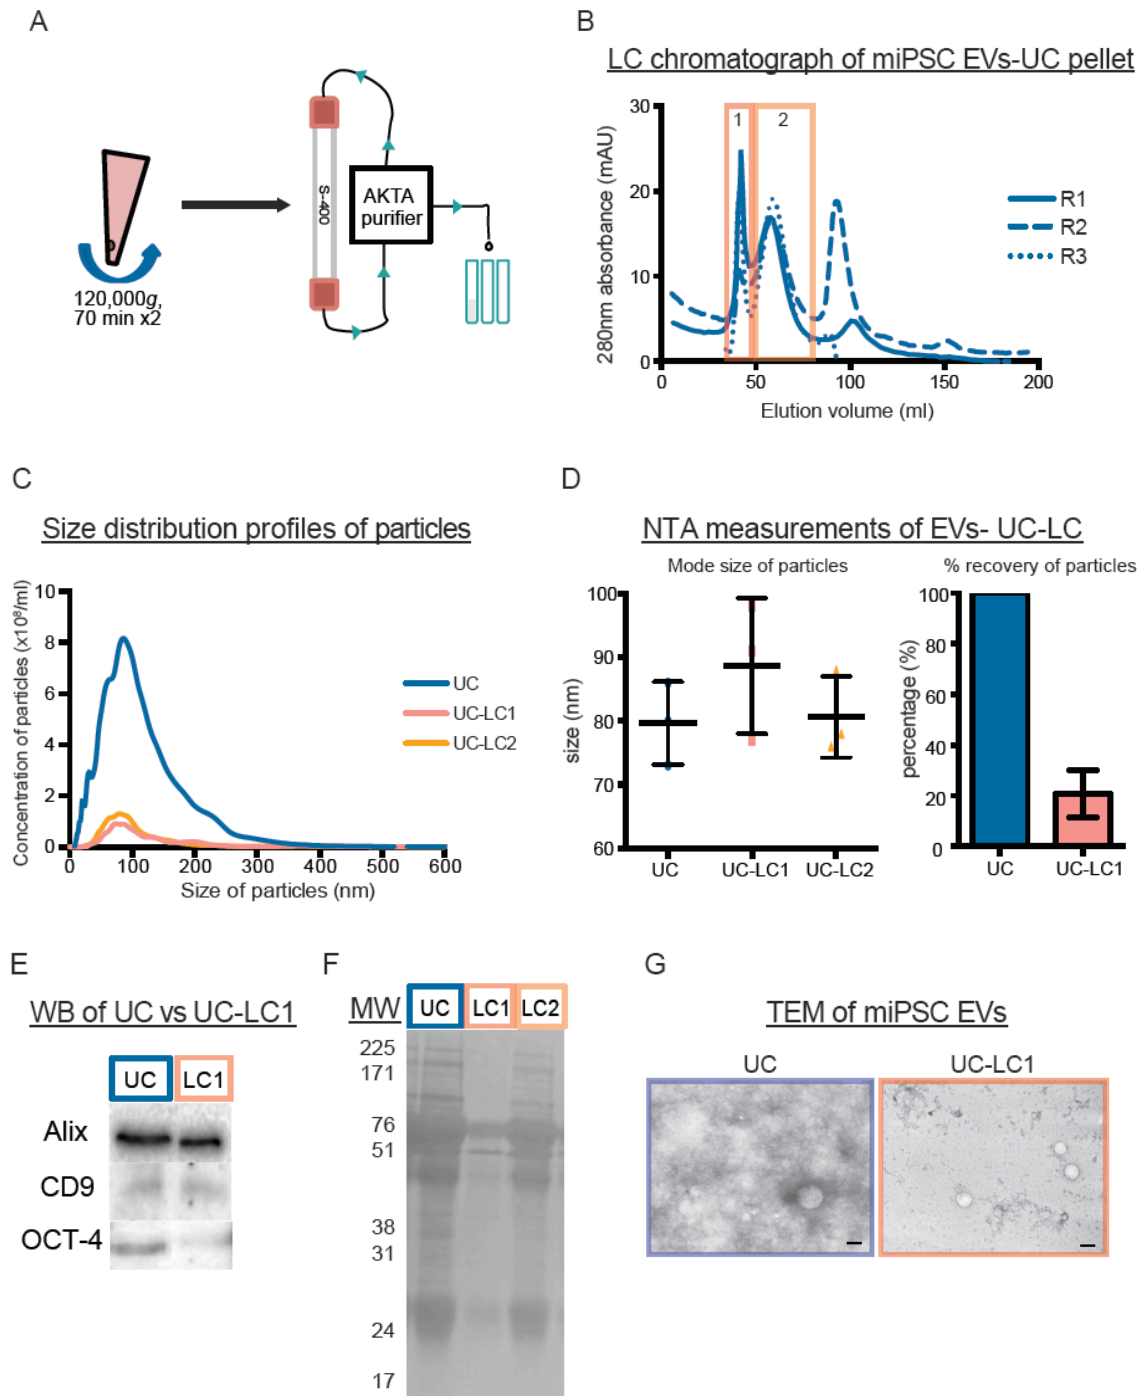 A
S-400
AKTA
purifier
120,000g,
70 min x2
B
LC chromatograph of miPSC EVs-UC pellet
280nm absorbance (mAU)
30
20
10
0
1
2
R1
R2
R3
0 50 100 150 200
Elution volume (ml)
C
Size distribution profiles of particles
Concentration of particles (x10⁸/ml)
10
8
6
4
2
0
UC
UC-LC1
UC-LC2
0 100 200 300 400 500 600
Size of particles (nm)
D
NTA measurements of EVs- UC-LC
Mode size of particles
size (nm)
100
90
80
70
60
UC UC-LC1 UC-LC2
% recovery of particles
percentage (%)
100
80
60
40
20
0
UC UC-LC1
E
WB of UC vs UC-LC1
UC LC1
Alix
CD9
OCT-4
F
MW UC LC1 LC2
225
171
76
51
38
31
24
17
G
TEM of miPSC EVs
UC UC-LC1